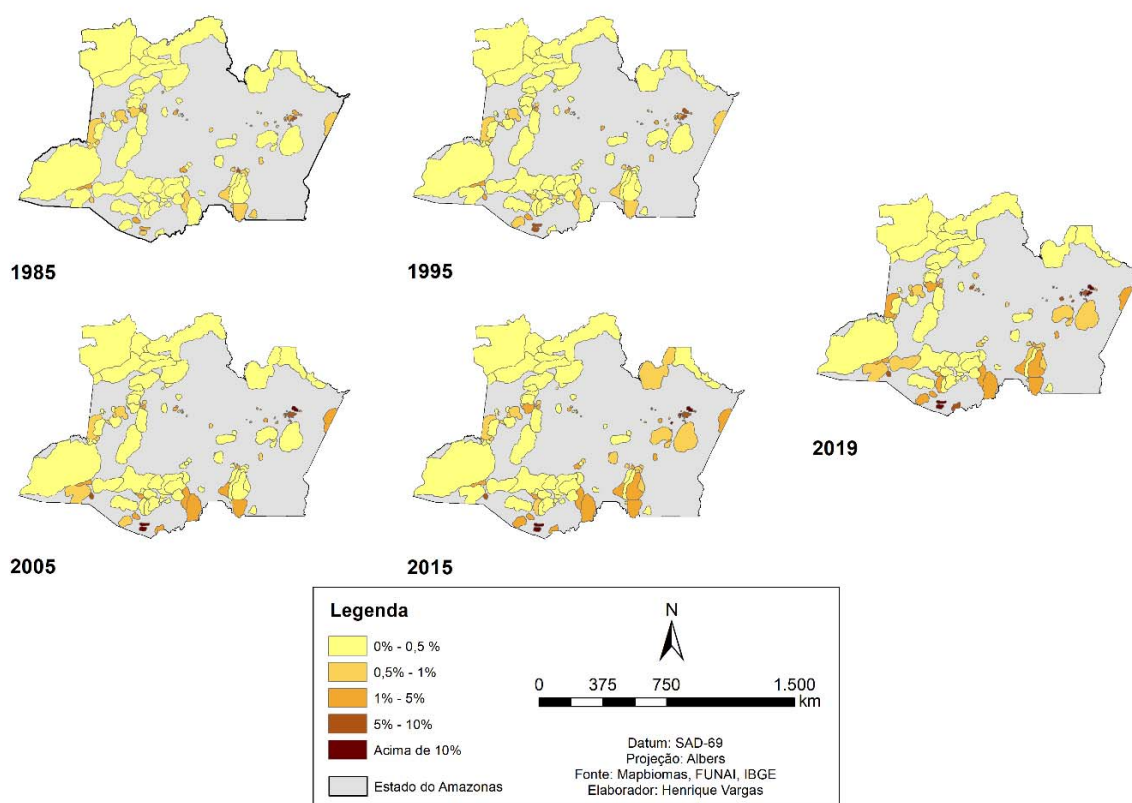 1985
1995
2019
2005
2015
Legenda
0% - 0,5 %
0,5% - 1%
1% - 5%
5% - 10%
Acima de 10%
Estado do Amazonas
N
0 375 750 1.500
km
Datum: SAD-69
Projeção: Albers
Fonte: Mapbiomas, FUNAI, IBGE
Elaborador: Henrique Vargas